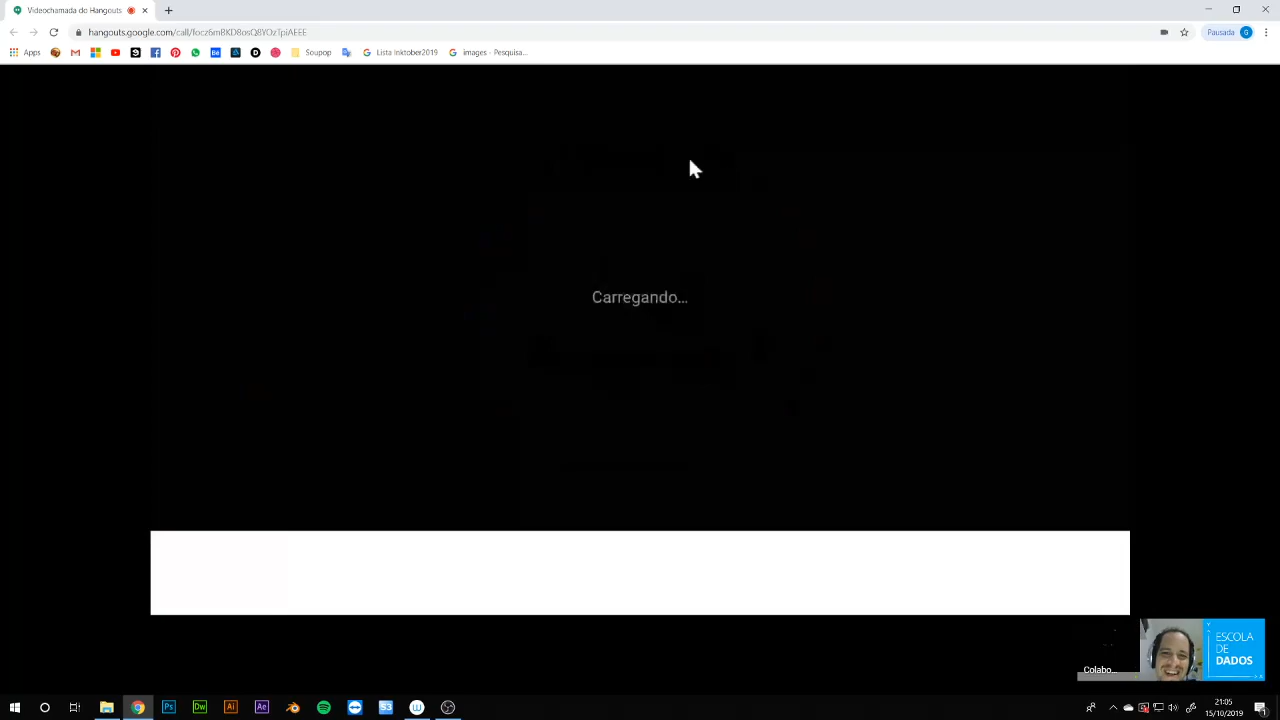 Videochamada do Hangouts
hangouts.google.com/call/focz6mBKD8osQ8YOzTpiAEEE
Pausada G
Apps Soupop Lista Inktober2019 images - Pesquisa...
Carregando...
Colabo...
ESCOLA
DE
DADOS
21:05
15/10/2019